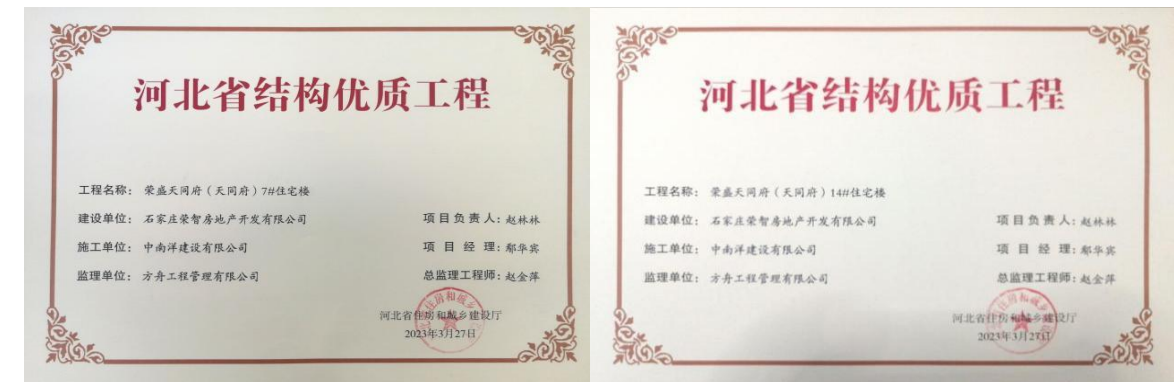 河北省结构优质工程
工程名称： 荣盛天同府（天同府）7#住宅楼
建设单位： 石家庄荣智房地产开发有限公司 项目负责人：赵林林
施工单位： 中南洋建设有限公司 项目经理：鄢华宾
监理单位： 方舟工程管理有限公司 总监理工程师：赵金萍
河北省住房和城乡建设厅
2023年3月27日
河北省结构优质工程
工程名称： 荣盛天同府（天同府）14#住宅楼
建设单位： 石家庄荣智房地产开发有限公司 项目负责人：赵林林
施工单位： 中南洋建设有限公司 项目经理：鄢华宾
监理单位： 方舟工程管理有限公司 总监理工程师：赵金萍
河北省住房和城乡建设厅
2023年3月27日